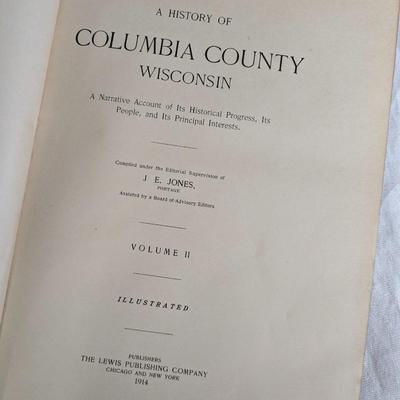 A HISTORY OF
COLUMBIA COUNTY
WISCONSIN
A Narrative Account of Its Historical Progress, Its
People, and Its Principal Interests.
Compiled under the Editorial Supervision of
J. E. JONES,
PORTAGE
Assisted by a Board of Advisory Editors
VOLUME II
ILLUSTRATED
PUBLISHERS
THE LEWIS PUBLISHING COMPANY
CHICAGO AND NEW YORK
1914